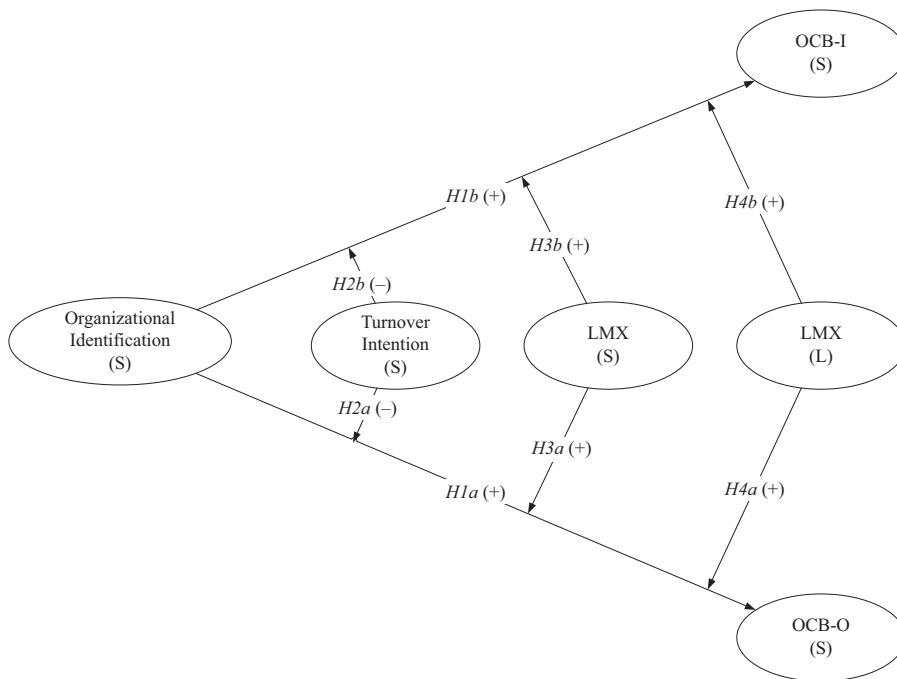 OCB-I
(S)
H1b (+)
H4b (+)
H3b (+)
H2b (–)
Organizational
Identification
(S)
Turnover
Intention
(S)
LMX
(S)
LMX
(L)
H2a (–)
H3a (+)
H1a (+)
H4a (+)
OCB-O
(S)